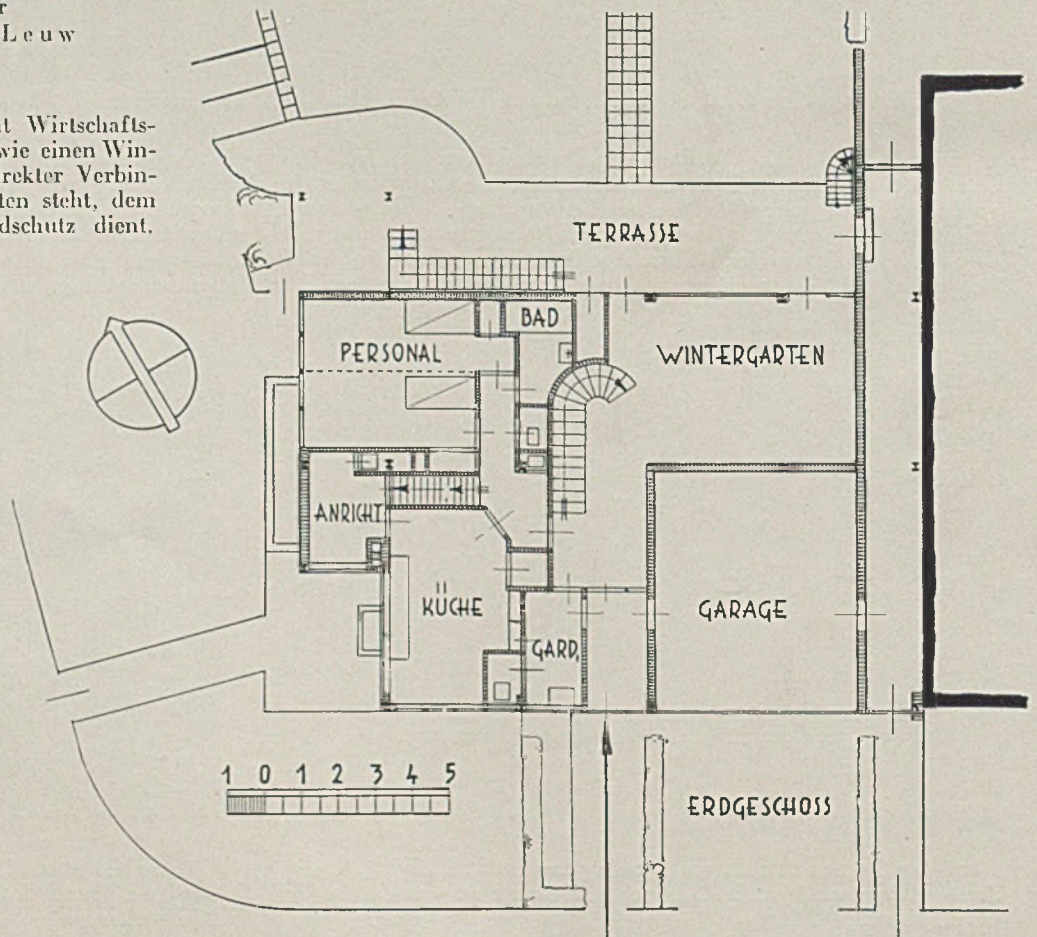 r
Leuw
t Wirtschafts-
wie einen Win-
rekter Verbin-
ten steht, dem
dschutz dient.
TERRASSE
BAD
PERSONAL
WINTERGARTEN
ANRICHT
KÜCHE
GARD.
GARAGE
1 0 1 2 3 4 5
ERDGESCHOSS